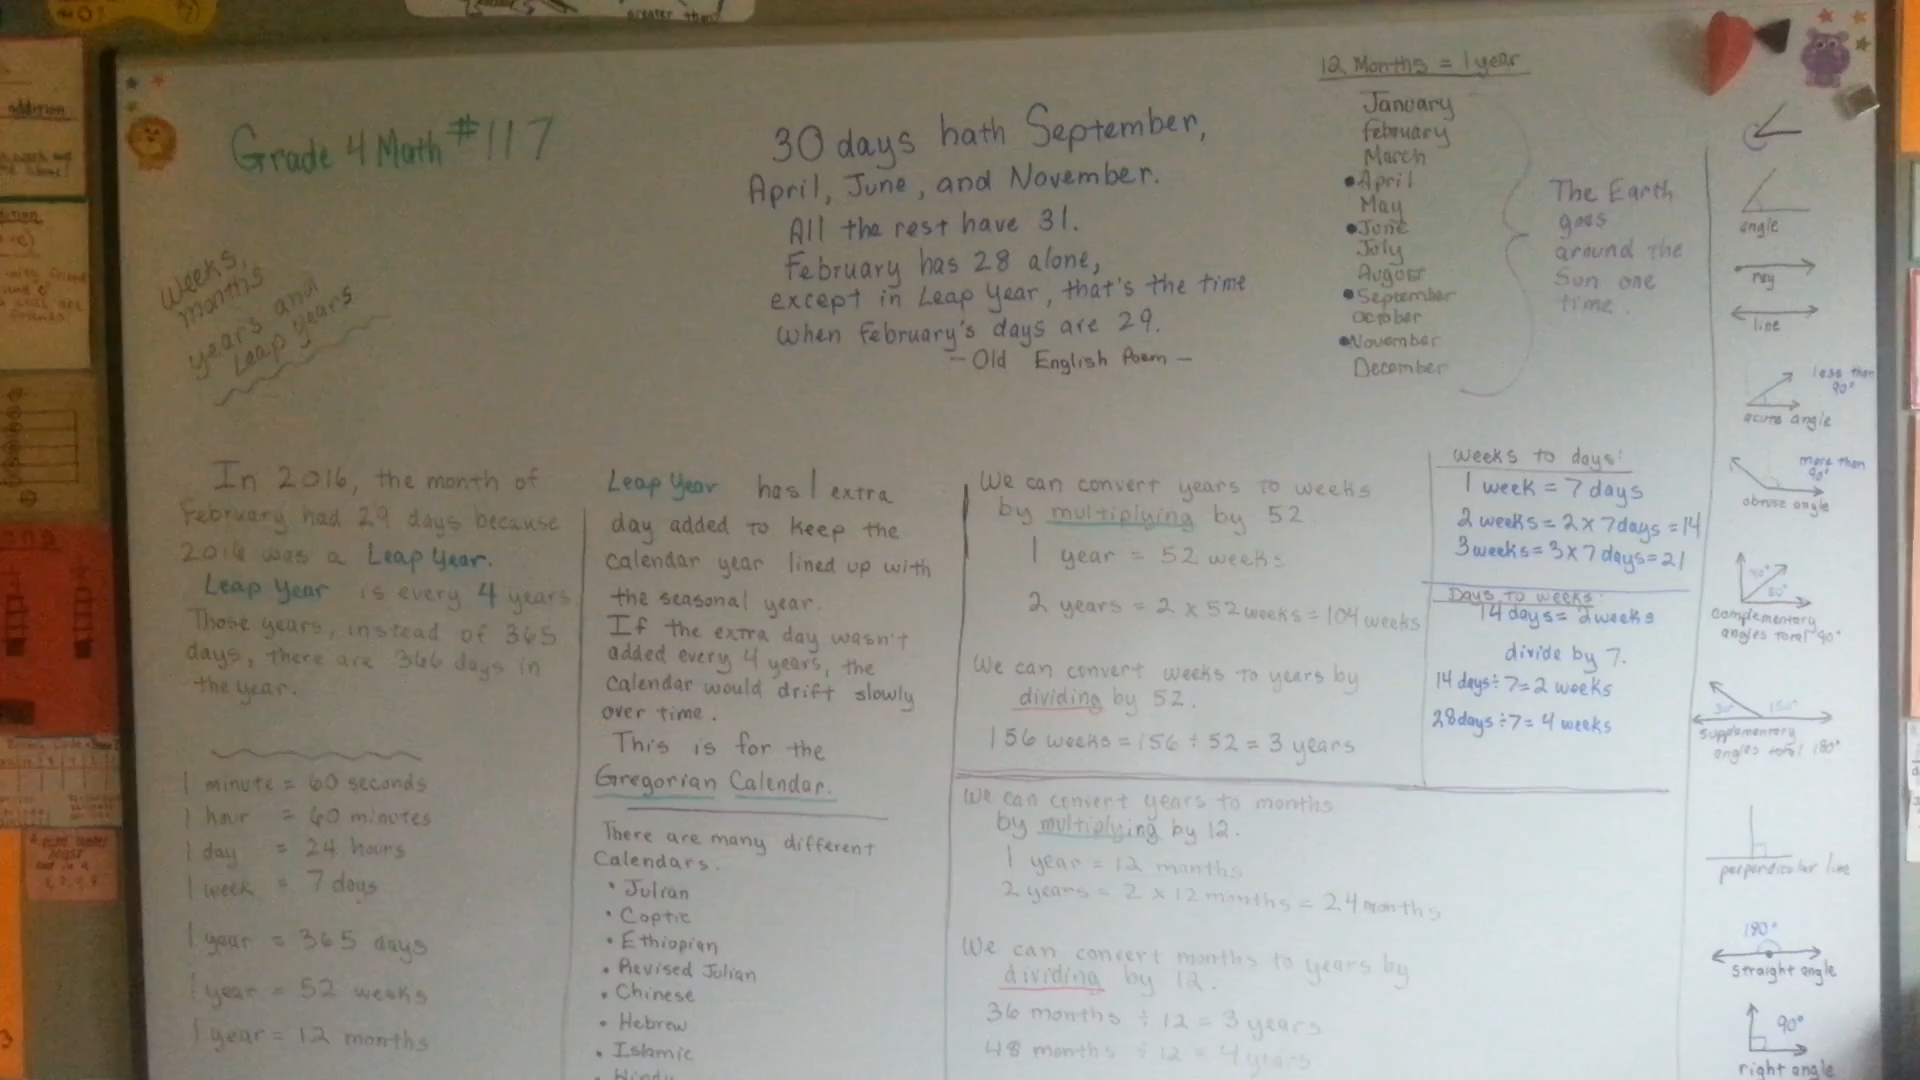 greater than
addition
Grade 4 Math #117
Weeks,
months
years and
Leap years
30 days hath September,
April, June, and November.
All the rest have 31.
February has 28 alone,
except in Leap Year, that's the time
when February's days are 29.
- Old English Poem -
12 Months = 1 year
January
February
March
• April
May
• June
July
August
• September
October
• November
December
The Earth
goes
around the
Sun one
time.
In 2016, the month of
February had 29 days because
2016 was a Leap Year.
Leap Year is every 4 years
Those years, instead of 365
days, there are 366 days in
the year.
1 minute = 60 seconds
1 hour = 60 minutes
1 day = 24 hours
1 week = 7 days
1 year = 365 days
1 year = 52 weeks
1 year = 12 months
Leap Year has 1 extra
day added to keep the
calendar year lined up with
the seasonal year.
If the extra day wasn't
added every 4 years, the
calendar would drift slowly
over time.
This is for the
Gregorian Calendar.
There are many different
Calendars.
• Julian
• Coptic
• Ethiopian
• Revised Julian
• Chinese
• Hebrew
• Islamic
• Hindu
We can convert years to weeks
by multiplying by 52.
1 year = 52 weeks
2 years = 2 x 52 weeks = 104 weeks
We can convert weeks to years by
dividing by 52.
156 weeks = 156 ÷ 52 = 3 years
We can convert years to months
by multiplying by 12.
1 year = 12 months
2 years = 2 x 12 months = 24 months
We can convert months to years by
dividing by 12.
36 months ÷ 12 = 3 years
48 months ÷ 12 = 4 years
Weeks to days:
1 week = 7 days
2 weeks = 2 x 7 days = 14
3 weeks = 3 x 7 days = 21
Days to weeks:
14 days = 2 weeks
divide by 7.
14 days ÷ 7 = 2 weeks
28 days ÷ 7 = 4 weeks
angle
ray
line
less than
90°
acute angle
more than
90°
obtuse angle
complementary
angles total 90°
30° 150°
supplementary
angles total 180°
perpendicular line
180°
straight angle
90°
right angle